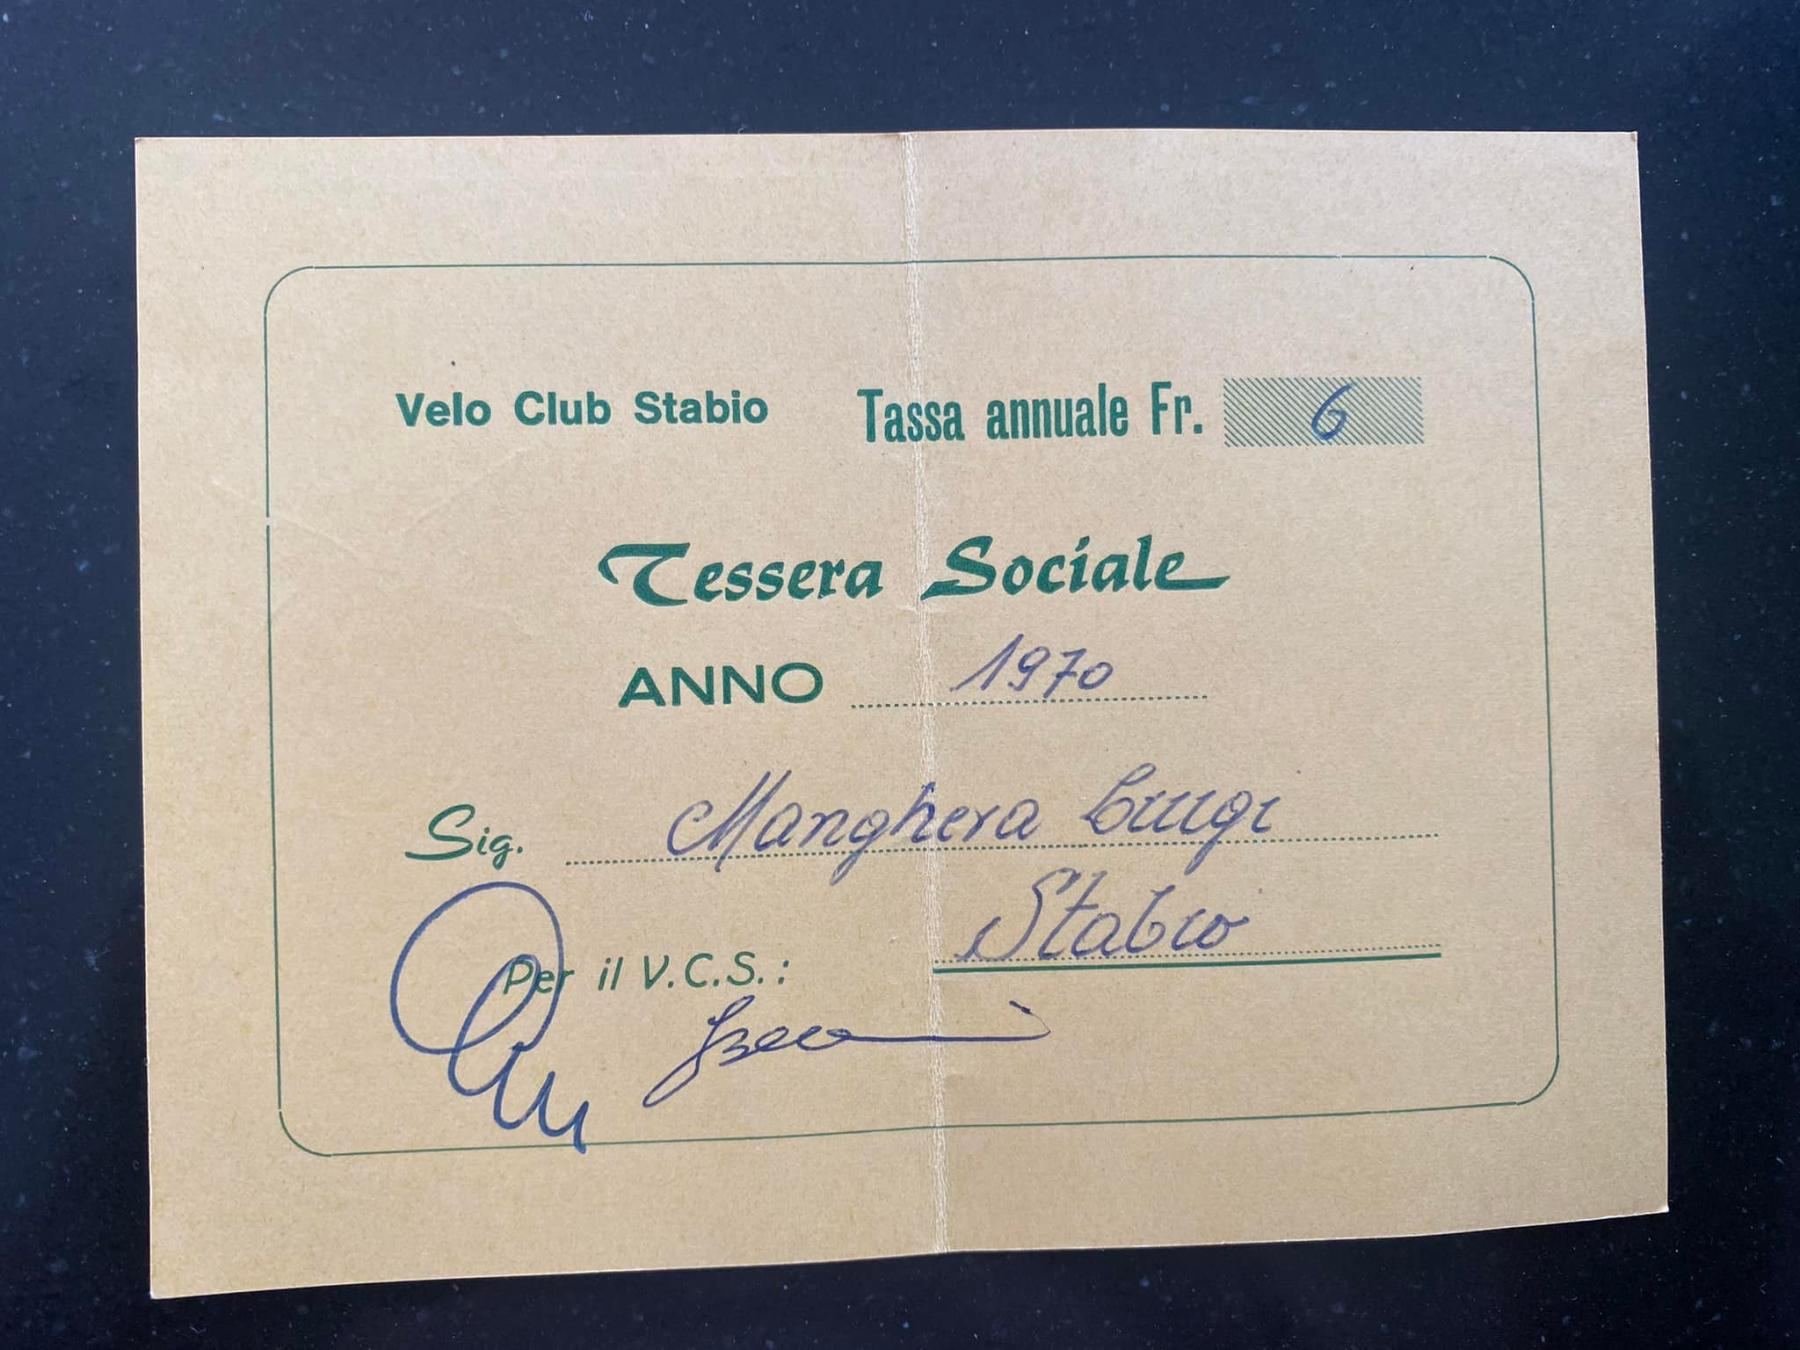 Velo Club Stabio Tassa annuale Fr. 6
Tessera Sociale
ANNO 1970
Sig. Manghera Luigi
Stabio
Per il V.C.S.: